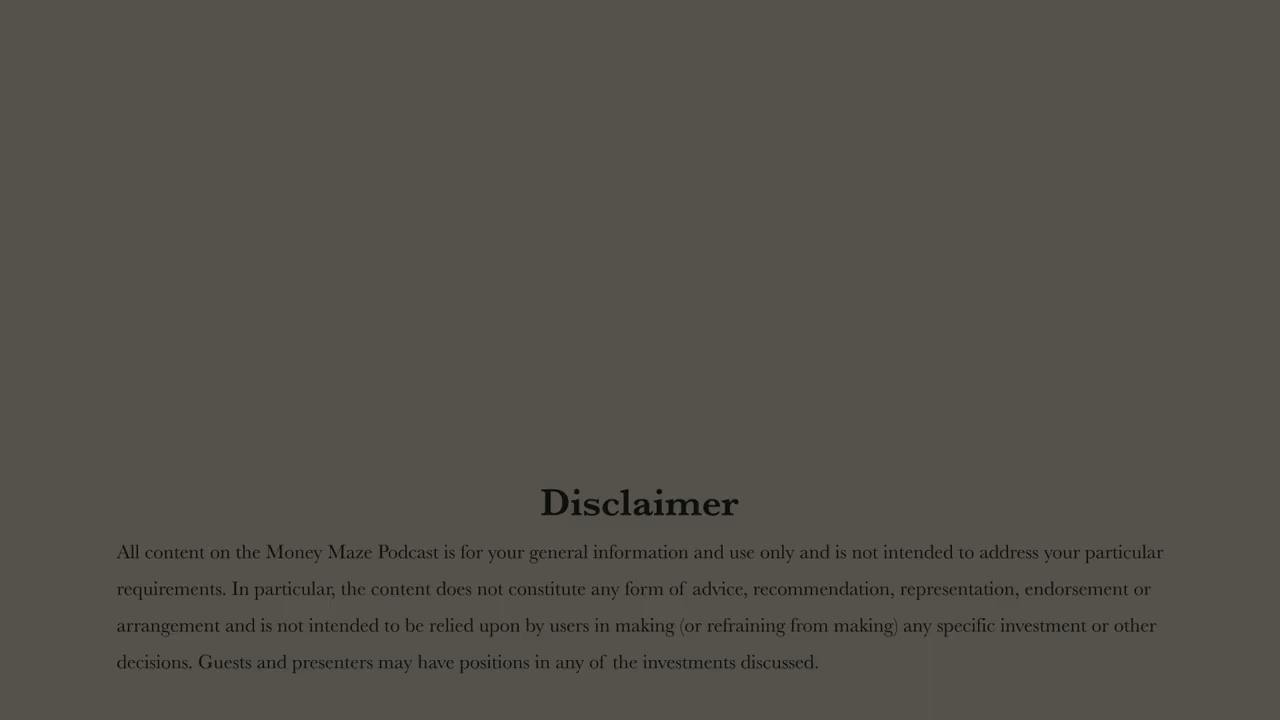 Disclaimer
All content on the Money Maze Podcast is for your general information and use only and is not intended to address your particular
requirements. In particular, the content does not constitute any form of advice, recommendation, representation, endorsement or
arrangement and is not intended to be relied upon by users in making (or refraining from making) any specific investment or other
decisions. Guests and presenters may have positions in any of the investments discussed.